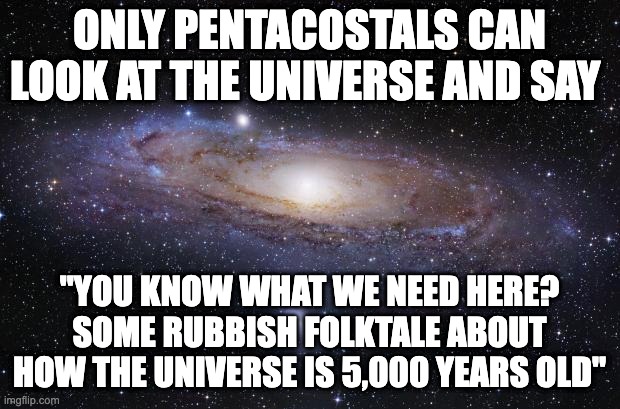 ONLY PENTACOSTALS CAN
LOOK AT THE UNIVERSE AND SAY
"YOU KNOW WHAT WE NEED HERE?
SOME RUBBISH FOLKTALE ABOUT
HOW THE UNIVERSE IS 5,000 YEARS OLD"
imgflip.com